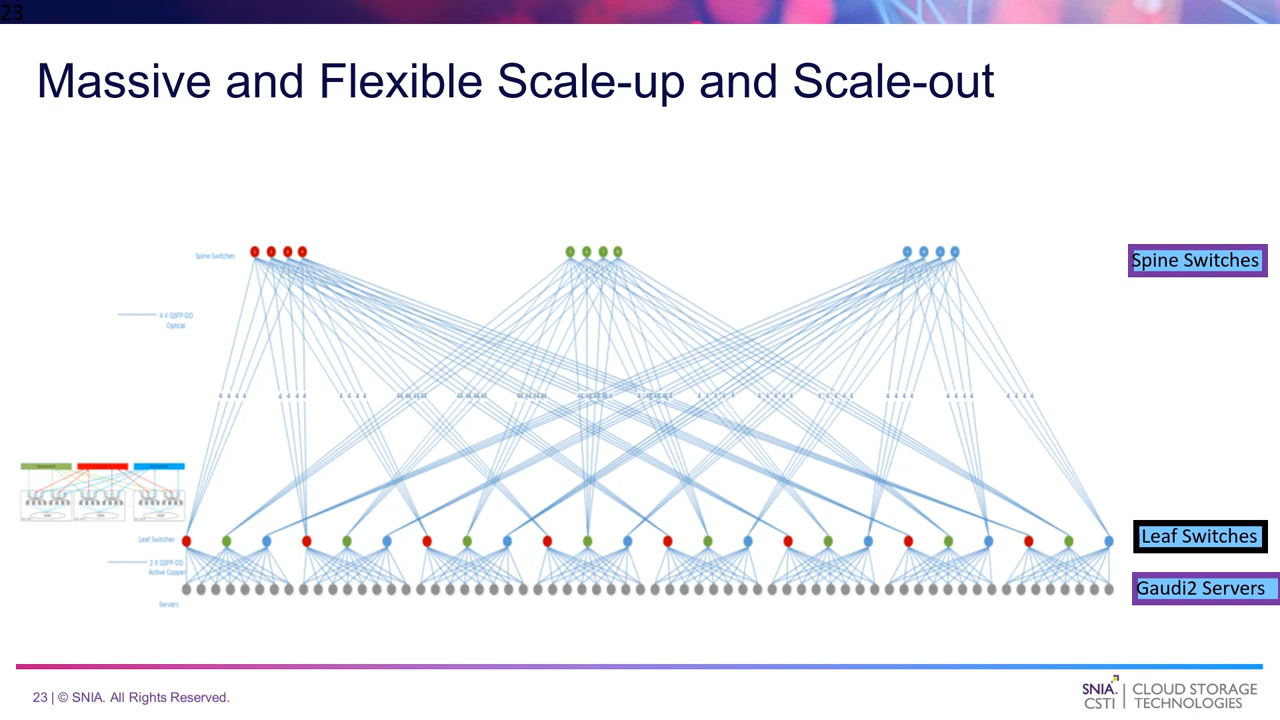 23
Massive and Flexible Scale-up and Scale-out
Spine Switches
Spine Switches
4 X QSFP-DD
Optical
Leaf Switches
Leaf Switches
2 X QSFP-DD
Active Copper
Gaudi2 Servers
Servers
23 | © SNIA. All Rights Reserved.
SNIA. CLOUD STORAGE
CSTI TECHNOLOGIES